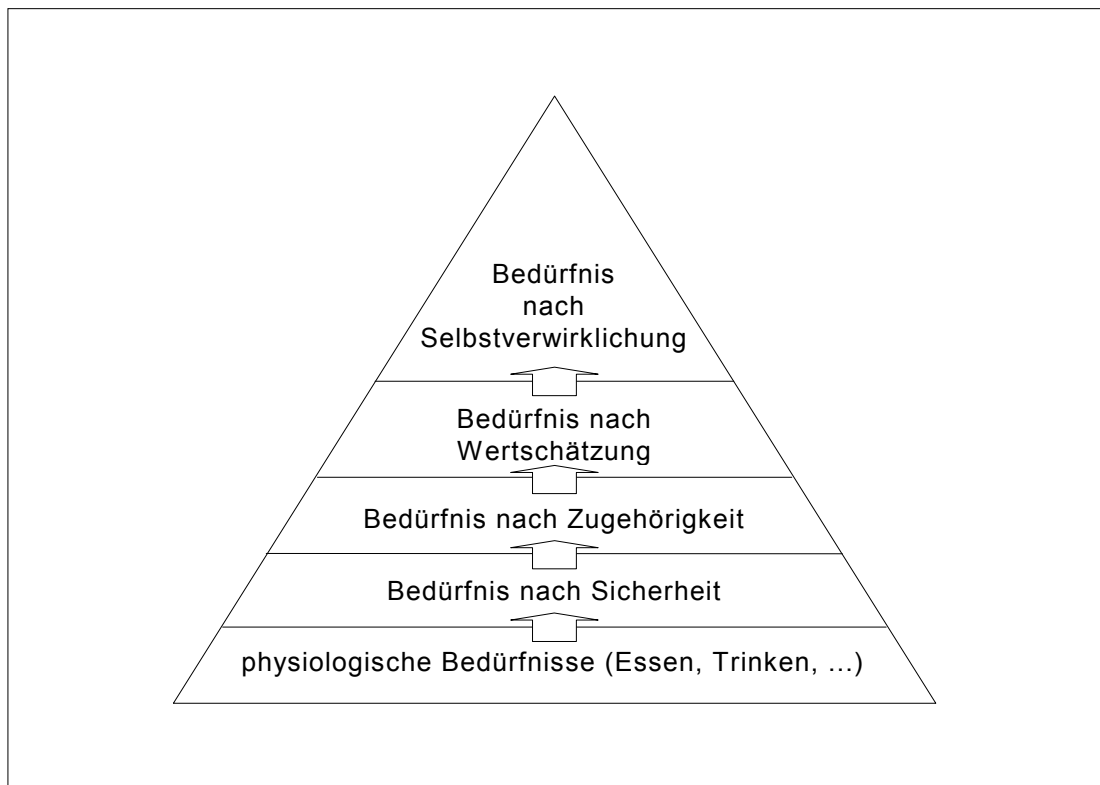 Bedürfnis
nach
Selbstverwirklichung
Bedürfnis nach
Wertschätzung
Bedürfnis nach Zugehörigkeit
Bedürfnis nach Sicherheit
physiologische Bedürfnisse (Essen, Trinken, ...)